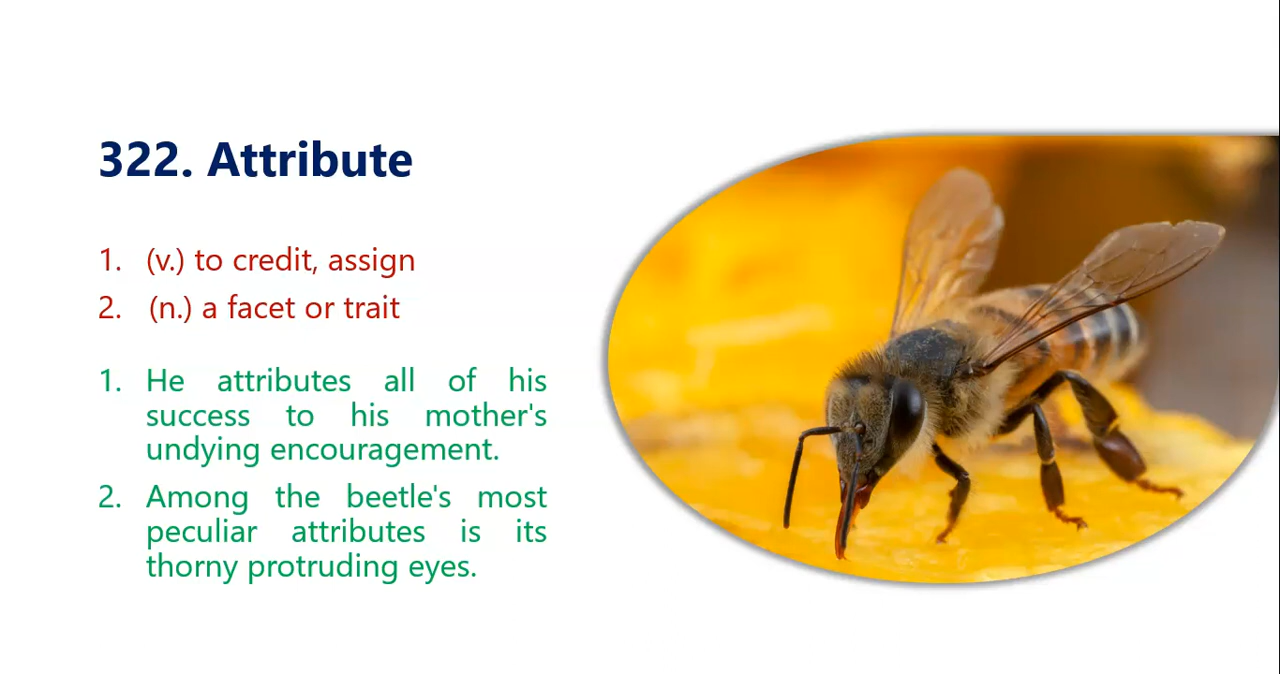 322. Attribute
1. (v.) to credit, assign
2. (n.) a facet or trait
1. He attributes all of his
success to his mother's
undying encouragement.
2. Among the beetle's most
peculiar attributes is its
thorny protruding eyes.